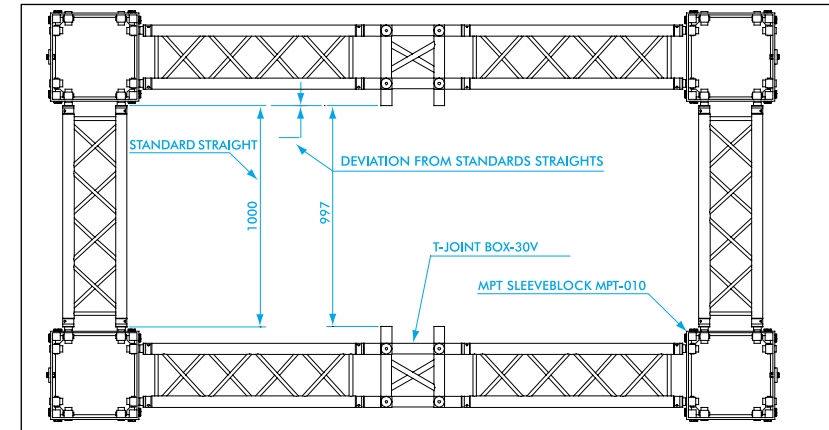 STANDARD STRAIGHT
DEVIATION FROM STANDARDS STRAIGHTS
1000
997
T-JOINT BOX-30V
MPT SLEEVEBLOCK MPT-010